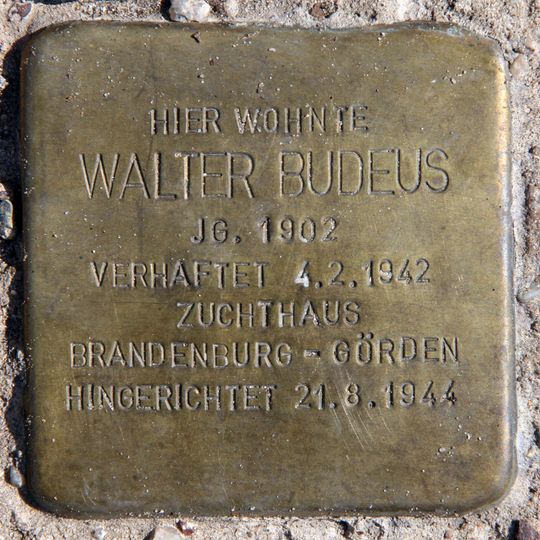 HIER WOHNTE
WALTER BUDEUS
JG. 1902
VERHAFTET 4.2.1942
ZUCHTHAUS
BRANDENBURG - GÖRDEN
HINGERICHTET 21.8.1944